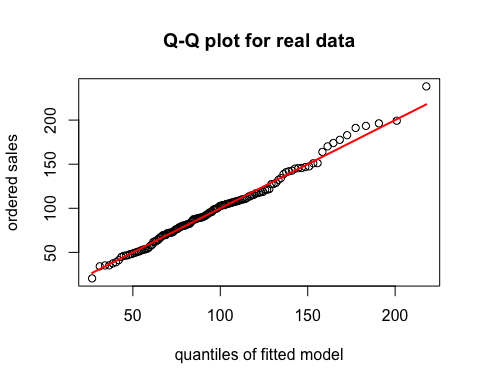 Q-Q plot for real data
ordered sales
200
150
100
50
50 100 150 200
quantiles of fitted model